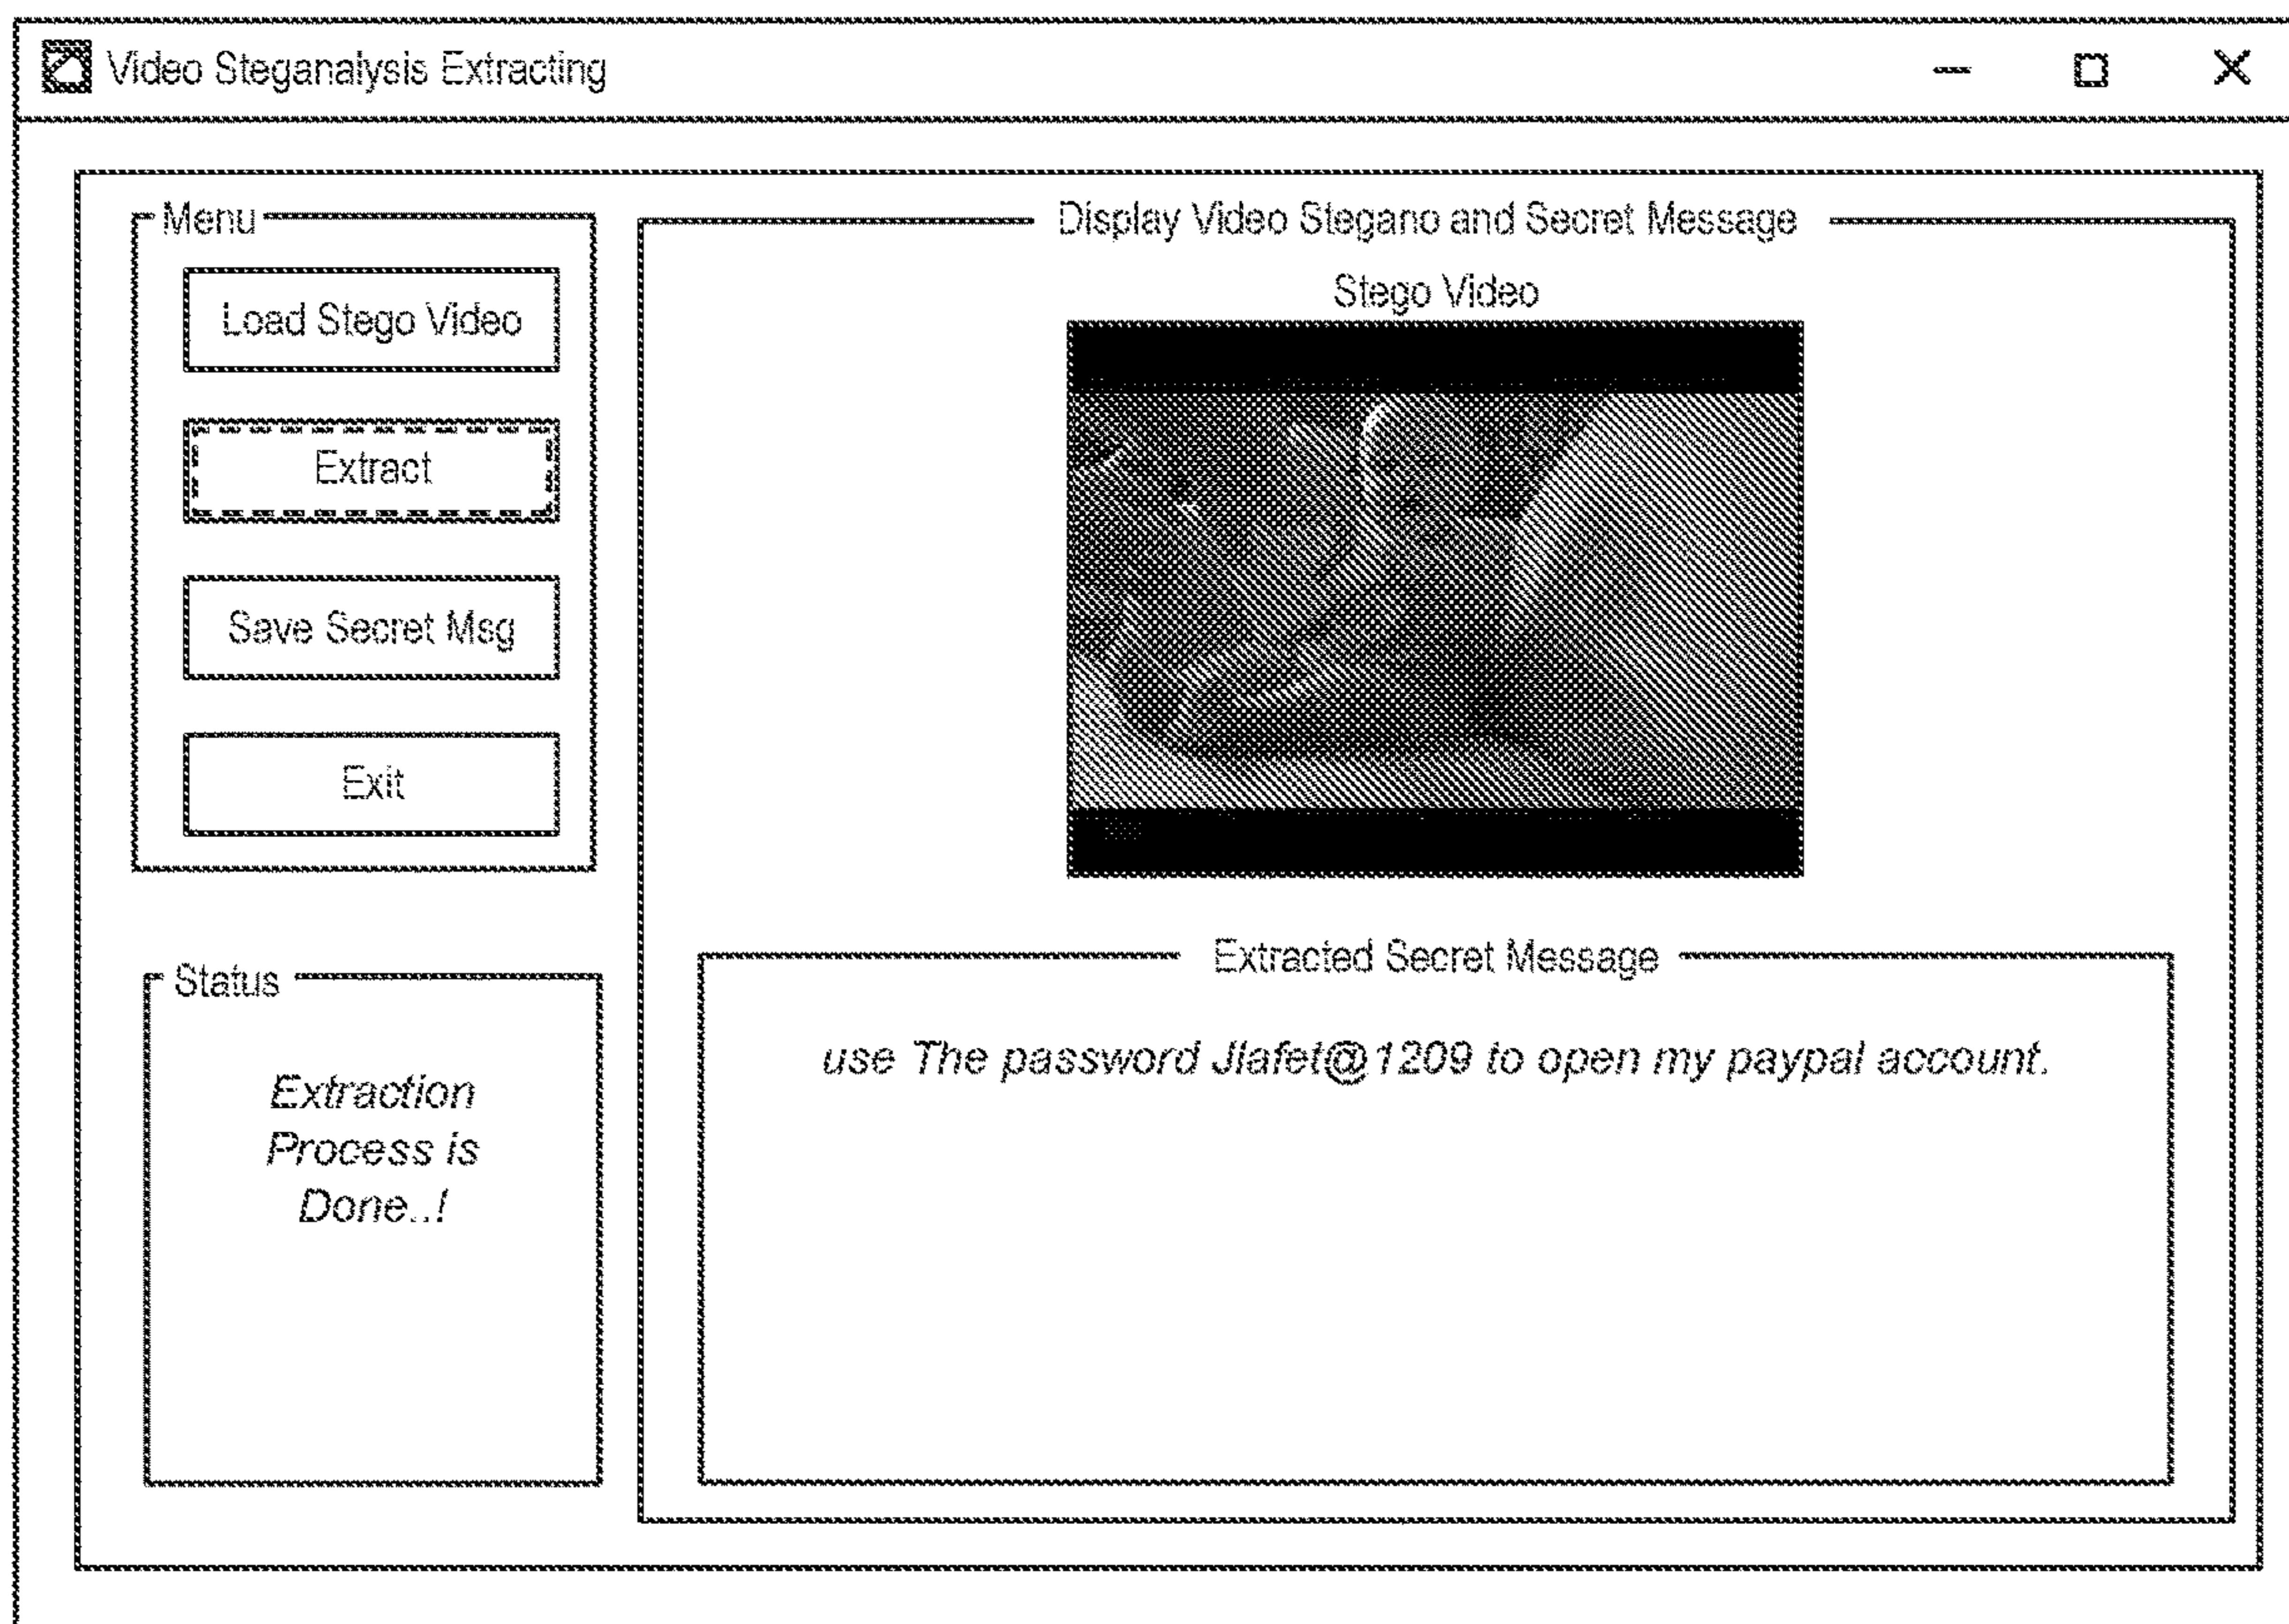 Video Steganalysis Extracting
Menu
Load Stego Video
Extract
Save Secret Msg
Exit
Status
Extraction
Process is
Done..!
Display Video Stegano and Secret Message
Stego Video
Extracted Secret Message
use The password Jlafet@1209 to open my paypal account.